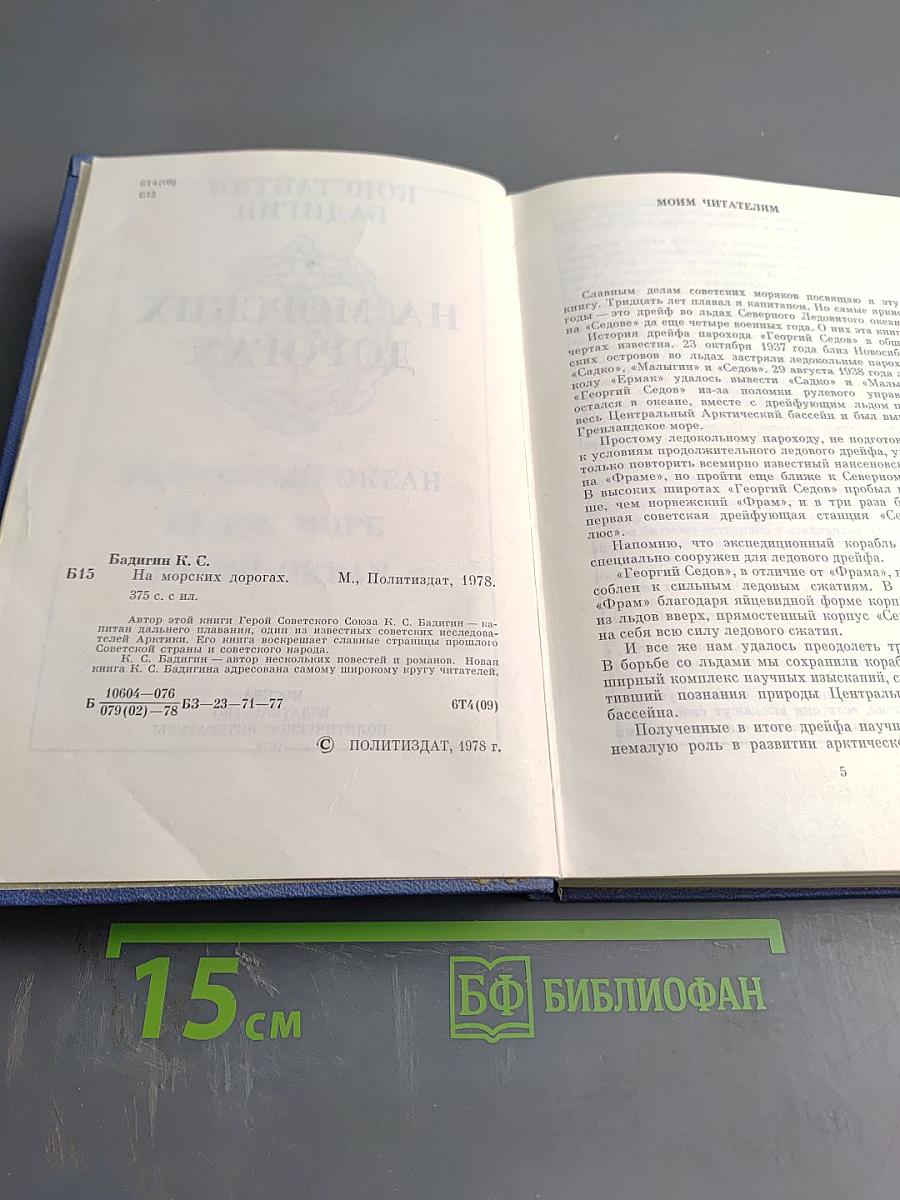 6Т4(09)
Б15
Бадигин К. С.
Б15 На морских дорогах. М., Политиздат, 1978.
375 с. с ил.
Автор этой книги Герой Советского Союза К. С. Бадигин — ка-
питан дальнего плавания, один из известных советских исследова-
телей Арктики. Его книга воскрешает славные страницы прошлого
Советской страны и советского народа.
К. С. Бадигин — автор нескольких повестей и романов. Новая
книга К. С. Бадигина адресована самому широкому кругу читателей.
Б 10604—076
079(02)—78 БЗ—23—71—77 6Т4(09)
© ПОЛИТИЗДАТ, 1978 г.
МОИМ ЧИТАТЕЛЯМ
Славным делам советских моряков посвящаю я эту
книгу. Тридцать лет плавал я капитаном. Но самые яркие
годы — это дрейф во льдах Северного Ледовитого океан
на «Седове» да еще четыре военных года. О них эта книг
История дрейфа парохода «Георгий Седов» в общ
чертах известна. 23 октября 1937 года близ Новосиб
ских островов во льдах застряли ледокольные парох
«Садко», «Малыгин» и «Седов». 29 августа 1938 года
колу «Ермак» удалось вывести «Садко» и «Малы
«Георгий Седов» из-за поломки рулевого управ
остался в океане, вместе с дрейфующим льдом п
весь Центральный Арктический бассейн и был вы
Гренландское море.
Простому ледокольному пароходу, не подготов
к условиям продолжительного ледового дрейфа, у
только повторить всемирно известный нансеновск
на «Фраме», но пройти еще ближе к Северном
В высоких широтах «Георгий Седов» пробыл
ше, чем норвежский «Фрам», и в три раза б
первая советская дрейфующая станция «Се
люс».
Напомню, что экспедиционный корабль
специально сооружен для ледового дрейфа.
«Георгий Седов», в отличие от «Фрама»,
соблен к сильным ледовым сжатиям. В
«Фрам» благодаря яйцевидной форме корп
из льдов вверх, прямостенный корпус «Се
на себя всю силу ледового сжатия.
И все же нам удалось преодолеть тр
В борьбе со льдами мы сохранили кораб
ширный комплекс научных изысканий,
тивший познания природы Централь
бассейна.
Полученные в итоге дрейфа научн
немалую роль в развитии арктическо
5
15 см
БФ БИБЛИОФАН